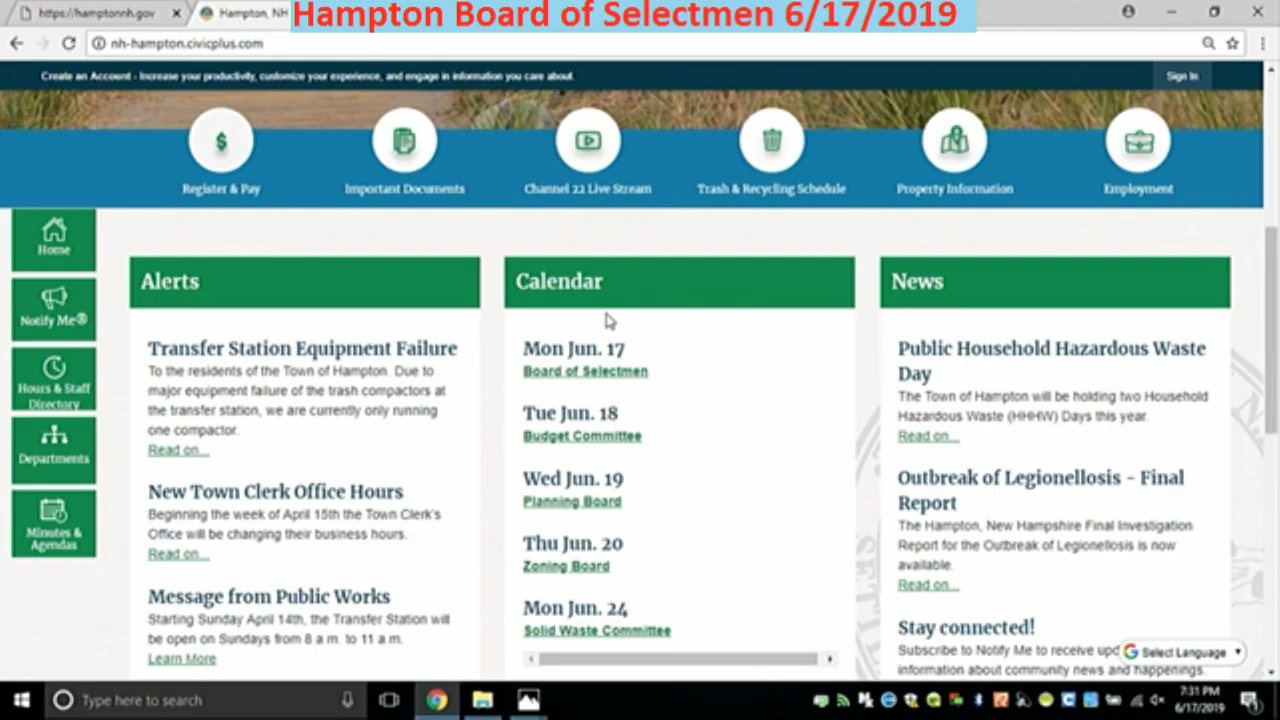 Hampton Board of Selectmen 6/17/2019
https://hamptonnh.gov
Hampton, NH
nh-hampton.civicplus.com
Create an Account - Increase your productivity, customize your experience, and engage in information you care about
Sign In
Register & Pay
Important Documents
Channel 22 Live Stream
Trash & Recycling Schedule
Property Information
Employment
Home
Notify Me®
Hours & Staff
Directory
Departments
Minutes &
Agendas
Alerts
Transfer Station Equipment Failure
To the residents of the Town of Hampton. Due to
major equipment failure of the trash compactors at
the transfer station, we are currently only running
one compactor.
Read on...
New Town Clerk Office Hours
Beginning the week of April 15th the Town Clerk's
Office will be changing their business hours.
Read on...
Message from Public Works
Starting Sunday April 14th, the Transfer Station will
be open on Sundays from 8 a.m. to 11 a.m.
Learn More
Calendar
Mon Jun. 17
Board of Selectmen
Tue Jun. 18
Budget Committee
Wed Jun. 19
Planning Board
Thu Jun. 20
Zoning Board
Mon Jun. 24
Solid Waste Committee
News
Public Household Hazardous Waste
Day
The Town of Hampton will be holding two Household
Hazardous Waste (HHHW) Days this year.
Read on...
Outbreak of Legionellosis - Final
Report
The Hampton, New Hampshire Final Investigation
Report for the Outbreak of Legionellosis is now
available.
Read on...
Stay connected!
Subscribe to Notify Me to receive
information about community news and happenings.
Select Language
Type here to search
7:31 PM
6/17/2019